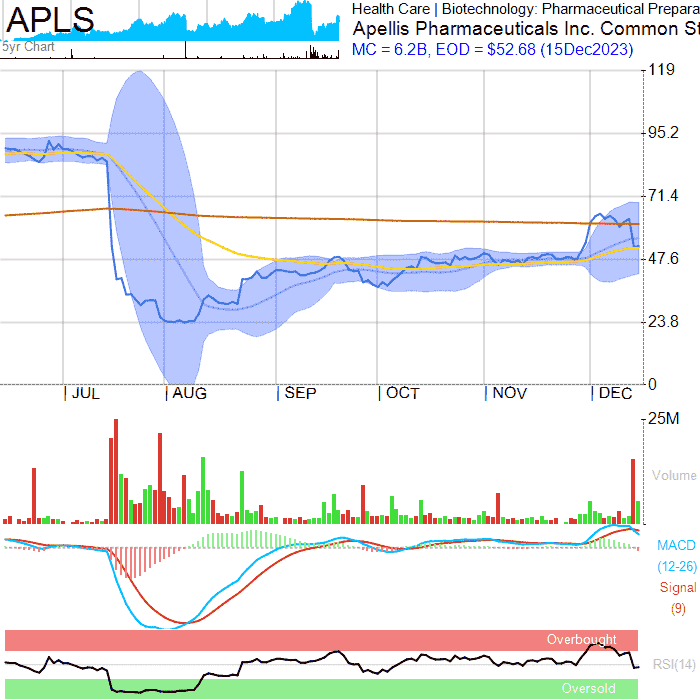 APLS
5yr Chart
Health Care | Biotechnology: Pharmaceutical Prepara
Apellis Pharmaceuticals Inc. Common St
MC = 6.2B, EOD = $52.68 (15Dec2023)
119
95.2
71.4
47.6
23.8
0
JUL AUG SEP OCT NOV DEC
25M
Volume
MACD
(12-26)
Signal
(9)
Overbought
RSI(14)
Oversold